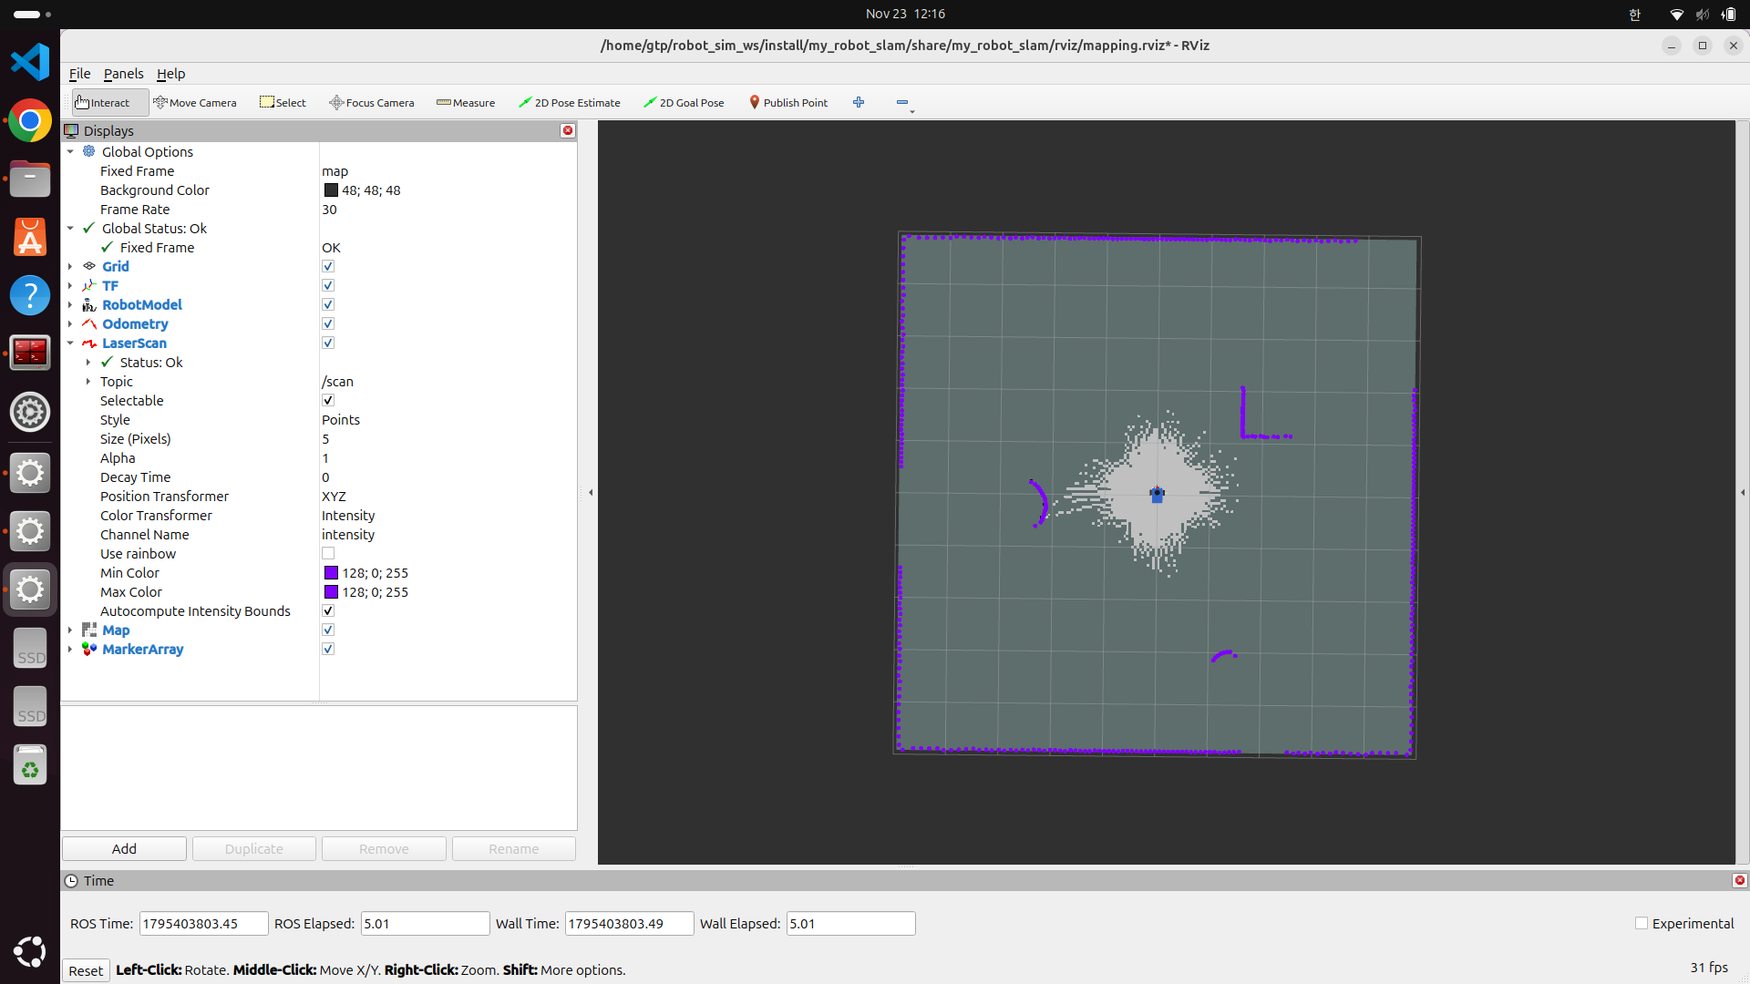 Nov 23 12:16
한
/home/gtp/robot_sim_ws/install/my_robot_slam/share/my_robot_slam/rviz/mapping.rviz* - RViz
File Panels Help
Interact Move Camera Select Focus Camera Measure 2D Pose Estimate 2D Goal Pose Publish Point
Displays
Global Options
Fixed Frame map
Background Color 48; 48; 48
Frame Rate 30
Global Status: Ok
Fixed Frame OK
Grid
TF
RobotModel
Odometry
LaserScan
Status: Ok
Topic /scan
Selectable
Style Points
Size (Pixels) 5
Alpha 1
Decay Time 0
Position Transformer XYZ
Color Transformer Intensity
Channel Name intensity
Use rainbow
Min Color 128; 0; 255
Max Color 128; 0; 255
Autocompute Intensity Bounds
Map
MarkerArray
SSD
SSD
Add Duplicate Remove Rename
Time
ROS Time: 1795403803.45 ROS Elapsed: 5.01 Wall Time: 1795403803.49 Wall Elapsed: 5.01 Experimental
Reset Left-Click: Rotate. Middle-Click: Move X/Y. Right-Click: Zoom. Shift: More options. 31 fps